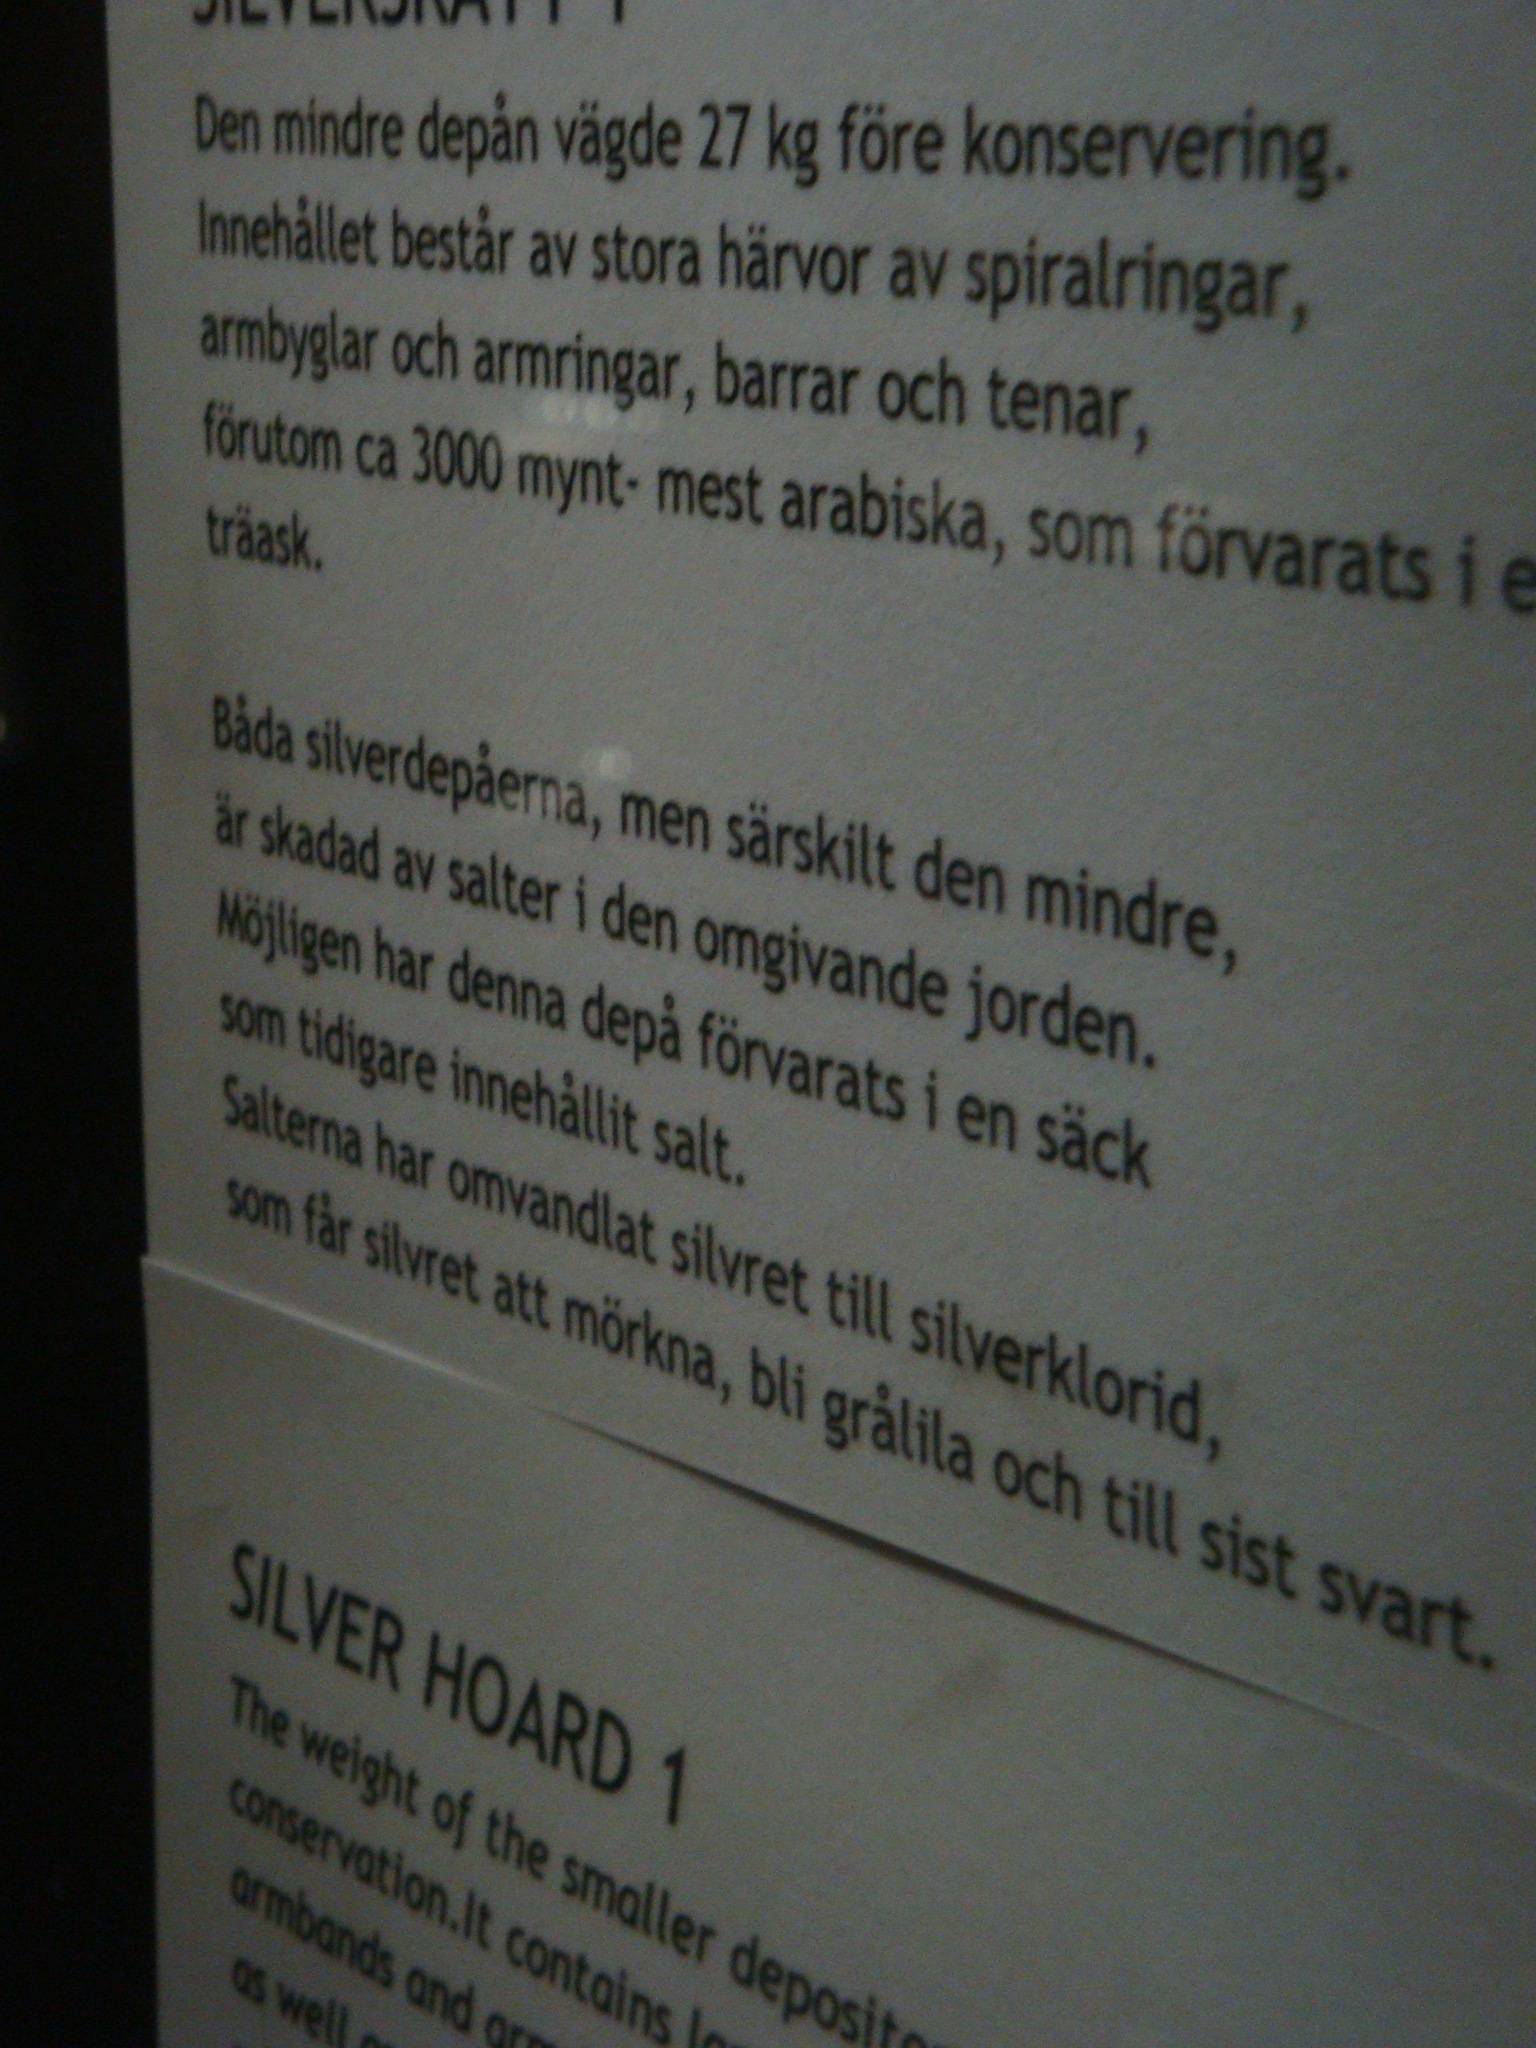 SILVERSKATT 1
Den mindre depån vägde 27 kg före konservering.
Innehållet består av stora härvor av spiralringar,
armbyglar och armringar, barrar och tenar,
förutom ca 3000 mynt- mest arabiska, som förvarats i
träask.
Båda silverdepåerna, men särskilt den mindre,
är skadad av salter i den omgivande jorden.
Möjligen har denna depå förvarats i en säck
som tidigare innehållit salt.
Salterna har omvandlat silvret till silverklorid,
som får silvret att mörkna, bli grålila och till sist svart.
SILVER HOARD 1
The weight of the smaller
conservation.It contains
armbands and
as well